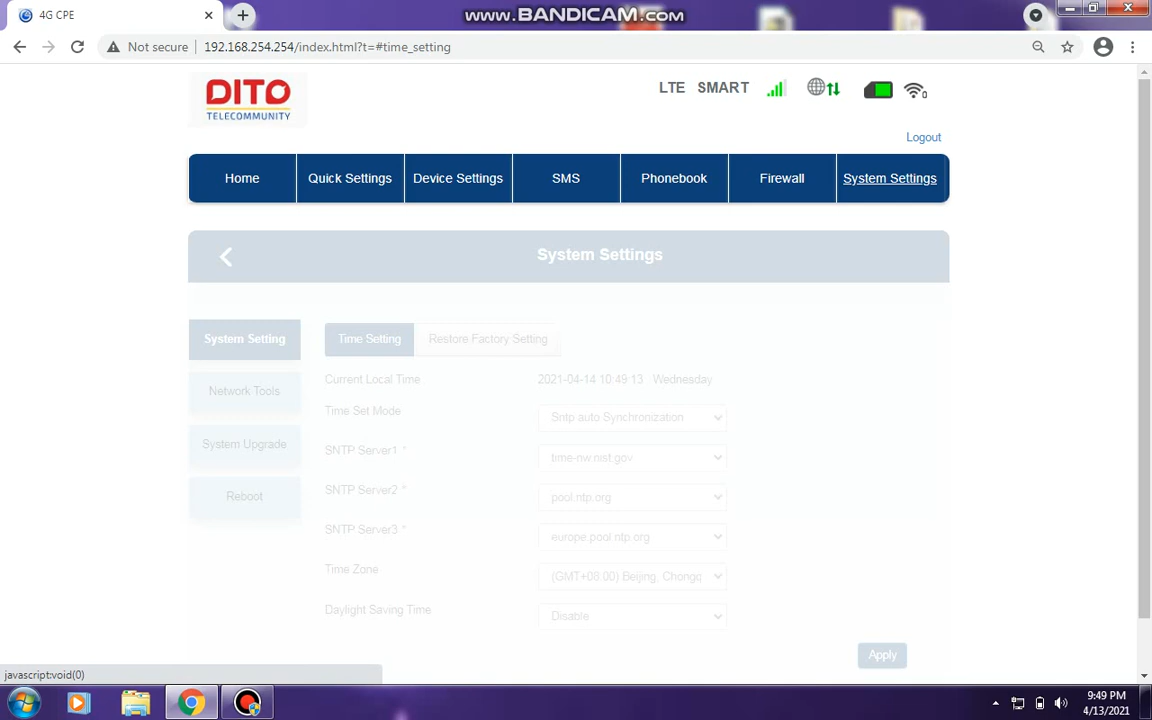 4G CPE
www.BANDICAM.com
Not secure
192.168.254.254/index.html?t=#time_setting
DITO
TELECOMMUNITY
LTE SMART
0
Logout
Home
Quick Settings
Device Settings
SMS
Phonebook
Firewall
System Settings
System Settings
System Setting
Network Tools
System Upgrade
Reboot
Time Setting
Restore Factory Setting
Current Local Time
2021-04-14 10:49:13 Wednesday
Time Set Mode
Sntp auto Synchronization
SNTP Server1 *
time-nw.nist.gov
SNTP Server2 *
pool.ntp.org
SNTP Server3 *
europe.pool.ntp.org
Time Zone
(GMT+08:00) Beijing, Chongq
Daylight Saving Time
Disable
Apply
javascript:void(0)
9:49 PM
4/13/2021